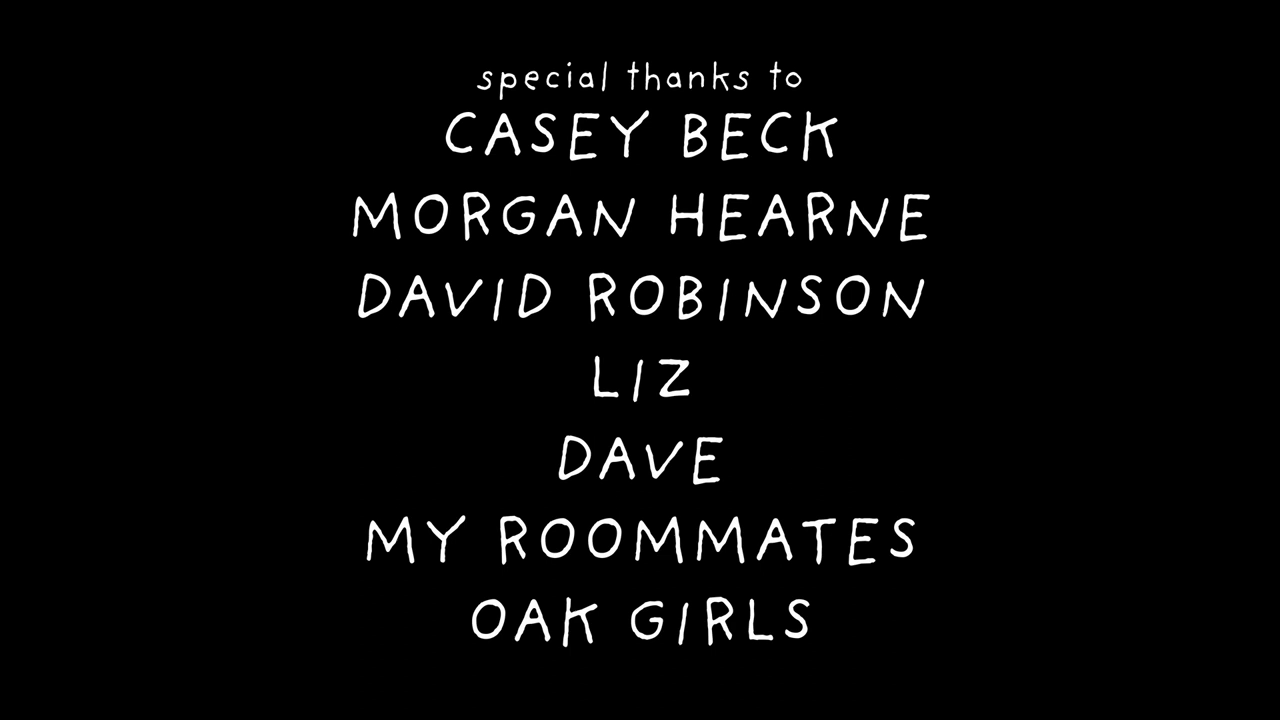 special thanks to
CASEY BECK
MORGAN HEARNE
DAVID ROBINSON
LIZ
DAVE
MY ROOMMATES
OAK GIRLS